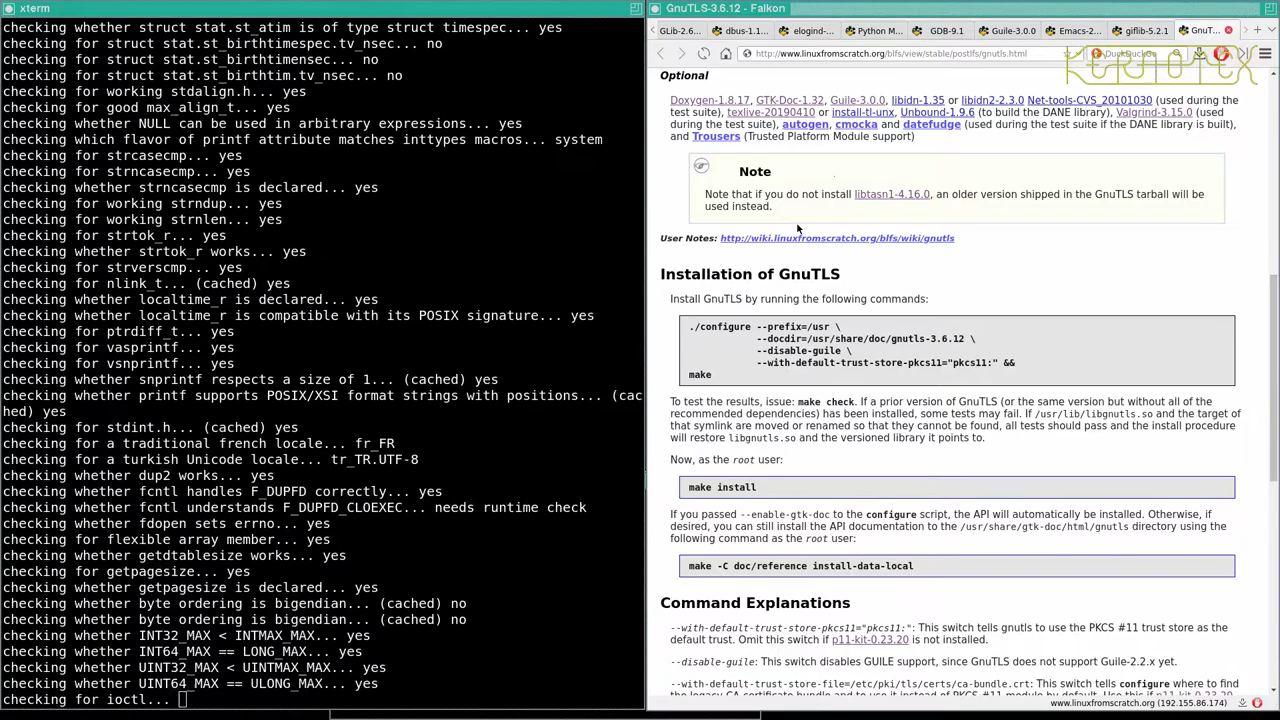 xterm
checking whether struct stat.st_atim is of type struct timespec... yes
checking for struct stat.st_birthtimespec.tv_nsec... no
checking for struct stat.st_birthtimensec... no
checking for struct stat.st_birthtim.tv_nsec... no
checking for working stdalign.h... yes
checking for good max_align_t... yes
checking whether NULL can be used in arbitrary expressions... yes
checking which flavor of printf attribute matches inttypes macros... system
checking for strcasecmp... yes
checking for strncasecmp... yes
checking whether strncasecmp is declared... yes
checking for working strndup... yes
checking for working strnlen... yes
checking for strtok_r... yes
checking whether strtok_r works... yes
checking for strverscmp... yes
checking for nlink_t... (cached) yes
checking whether localtime_r is declared... yes
checking whether localtime_r is compatible with its POSIX signature... yes
checking for ptrdiff_t... yes
checking for vasprintf... yes
checking for vsnprintf... yes
checking whether snprintf respects a size of 1... (cached) yes
checking whether printf supports POSIX/XSI format strings with positions... (cac
hed) yes
checking for stdint.h... (cached) yes
checking for a traditional french locale... fr_FR
checking for a turkish Unicode locale... tr_TR.UTF-8
checking whether dup2 works... yes
checking whether fcntl handles F_DUPFD correctly... yes
checking whether fcntl understands F_DUPFD_CLOEXEC... needs runtime check
checking whether fdopen sets errno... yes
checking for flexible array member... yes
checking whether getdtablesize works... yes
checking for getpagesize... yes
checking whether getpagesize is declared... yes
checking whether byte ordering is bigendian... (cached) no
checking whether byte ordering is bigendian... (cached) no
checking whether INT32_MAX < INTMAX_MAX... yes
checking whether INT64_MAX == LONG_MAX... yes
checking whether UINT32_MAX < UINTMAX_MAX... yes
checking whether UINT64_MAX == ULONG_MAX... yes
checking for ioctl...
GnuTLS-3.6.12 - Falkon
GLib-2.6... dbus-1.1... elogind-... Python M... GDB-9.1 Guile-3.0.0 Emacs-2... giflib-5.2.1 GnuT...
http://www.linuxfromscratch.org/blfs/view/stable/postlfs/gnutls.html DuckDuckGo
KERNOTEX
Optional
Doxygen-1.8.17, GTK-Doc-1.32, Guile-3.0.0, libidn-1.35 or libidn2-2.3.0 Net-tools-CVS_20101030 (used during the
test suite), texlive-20190410 or install-tl-unx, Unbound-1.9.6 (to build the DANE library), Valgrind-3.15.0 (used
during the test suite), autogen, cmocka and datefudge (used during the test suite if the DANE library is built),
and Trousers (Trusted Platform Module support)
Note
Note that if you do not install libtasn1-4.16.0, an older version shipped in the GnuTLS tarball will be
used instead.
User Notes: http://wiki.linuxfromscratch.org/blfs/wiki/gnutls
Installation of GnuTLS
Install GnuTLS by running the following commands:
./configure --prefix=/usr \
--docdir=/usr/share/doc/gnutls-3.6.12 \
--disable-guile \
--with-default-trust-store-pkcs11="pkcs11:" &&
make
To test the results, issue: make check. If a prior version of GnuTLS (or the same version but without all of the
recommended dependencies) has been installed, some tests may fail. If /usr/lib/libgnutls.so and the target of
that symlink are moved or renamed so that they cannot be found, all tests should pass and the install procedure
will restore libgnutls.so and the versioned library it points to.
Now, as the root user:
make install
If you passed --enable-gtk-doc to the configure script, the API will automatically be installed. Otherwise, if
desired, you can still install the API documentation to the /usr/share/gtk-doc/html/gnutls directory using the
following command as the root user:
make -C doc/reference install-data-local
Command Explanations
--with-default-trust-store-pkcs11="pkcs11:": This switch tells gnutls to use the PKCS #11 trust store as the
default trust. Omit this switch if p11-kit-0.23.20 is not installed.
--disable-guile: This switch disables GUILE support, since GnuTLS does not support Guile-2.2.x yet.
--with-default-trust-store-file=/etc/pki/tls/certs/ca-bundle.crt: This switch tells configure where to find
the legacy CA certificate bundle and to use it instead of PKCS #11 module by default. Use this if p11-kit-0.23.20
www.linuxfromscratch.org (192.155.86.174)